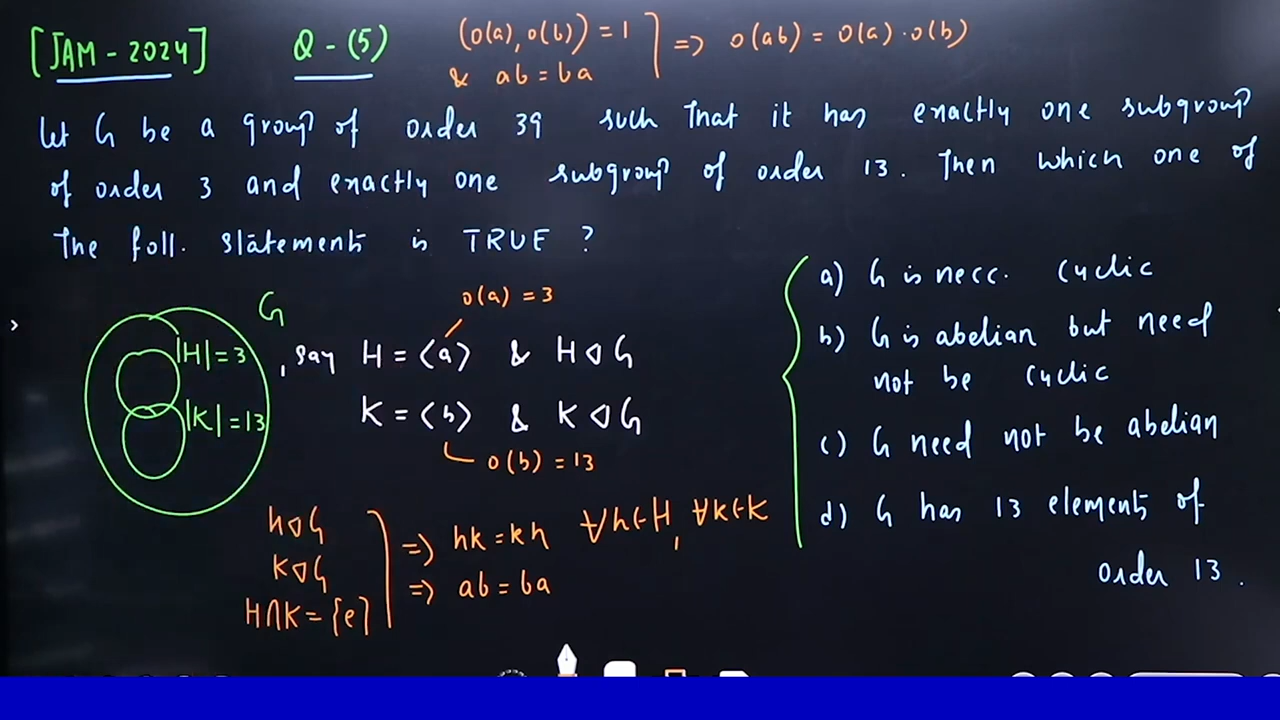 [JAM - 2024] Q - (5) (o(a), o(b)) = 1 & ab = ba ] => o(ab) = o(a) · o(b)
Let G be a group of order 39 such that it has exactly one subgroup
of order 3 and exactly one subgroup of order 13. Then which one of
the foll. statements is TRUE ?
G
|H| = 3
|K| = 13
o(a) = 3
, say H = <a> & H ⊲ G
K = <b> & K ⊲ G
o(b) = 13
H ⊲ G
K ⊲ G
H ∩ K = {e}
=> hk = kh ∀ h ∈ H, ∀ k ∈ K
=> ab = ba
a) G is necc. cyclic
b) G is abelian but need
not be cyclic
c) G need not be abelian
d) G has 13 elements of
order 13.